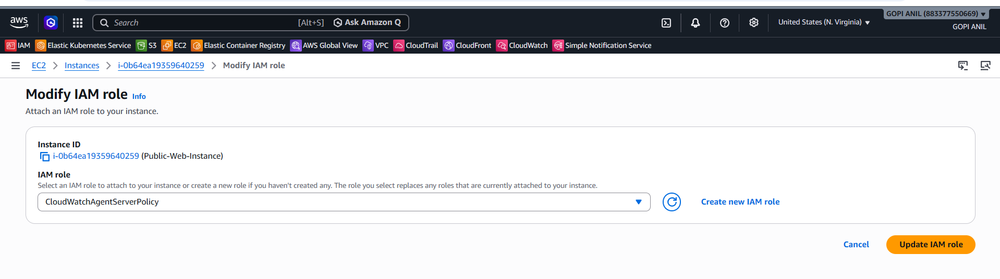 aws
Search [Alt+S] Ask Amazon Q
United States (N. Virginia)
GOPI ANIL (883377550669)
GOPI ANIL
IAM Elastic Kubernetes Service S3 EC2 Elastic Container Registry AWS Global View VPC CloudTrail CloudFront CloudWatch Simple Notification Service
EC2 Instances i-0b64ea19359640259 Modify IAM role
Modify IAM role Info
Attach an IAM role to your instance.
Instance ID
i-0b64ea19359640259 (Public-Web-Instance)
IAM role
Select an IAM role to attach to your instance or create a new role if you haven't created any. The role you select replaces any roles that are currently attached to your instance.
CloudWatchAgentServerPolicy
Create new IAM role
Cancel Update IAM role